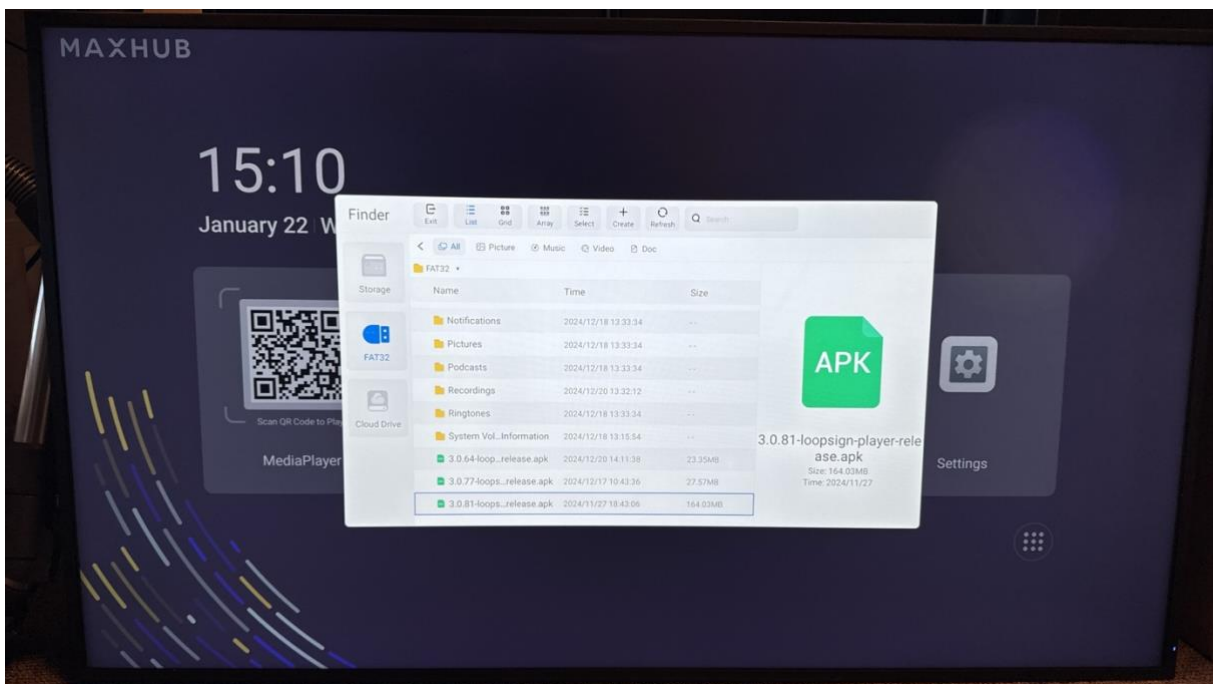 MAXHUB
15:10
January 22 W
Finder
Exit List Grid Array Select Create Refresh Search
All Picture Music Video Doc
FAT32
Storage
FAT32
Cloud Drive
Name Time Size
Notifications 2024/12/18 13:33:34 --
Pictures 2024/12/18 13:33:34 --
Podcasts 2024/12/18 13:33:34 --
Recordings 2024/12/20 13:32:12 --
Ringtones 2024/12/18 13:33:34 --
System Vol...Information 2024/12/18 13:15:54 --
3.0.64-loop...release.apk 2024/12/20 14:11:36 23.35MB
3.0.77-loops...release.apk 2024/12/17 10:43:36 27.57MB
3.0.81-loops...release.apk 2024/11/27 18:43:06 164.03MB
APK
3.0.81-loopsign-player-rele
ase.apk
Size: 164.03MB
Time: 2024/11/27
Scan QR Code to Play
MediaPlayer
Settings